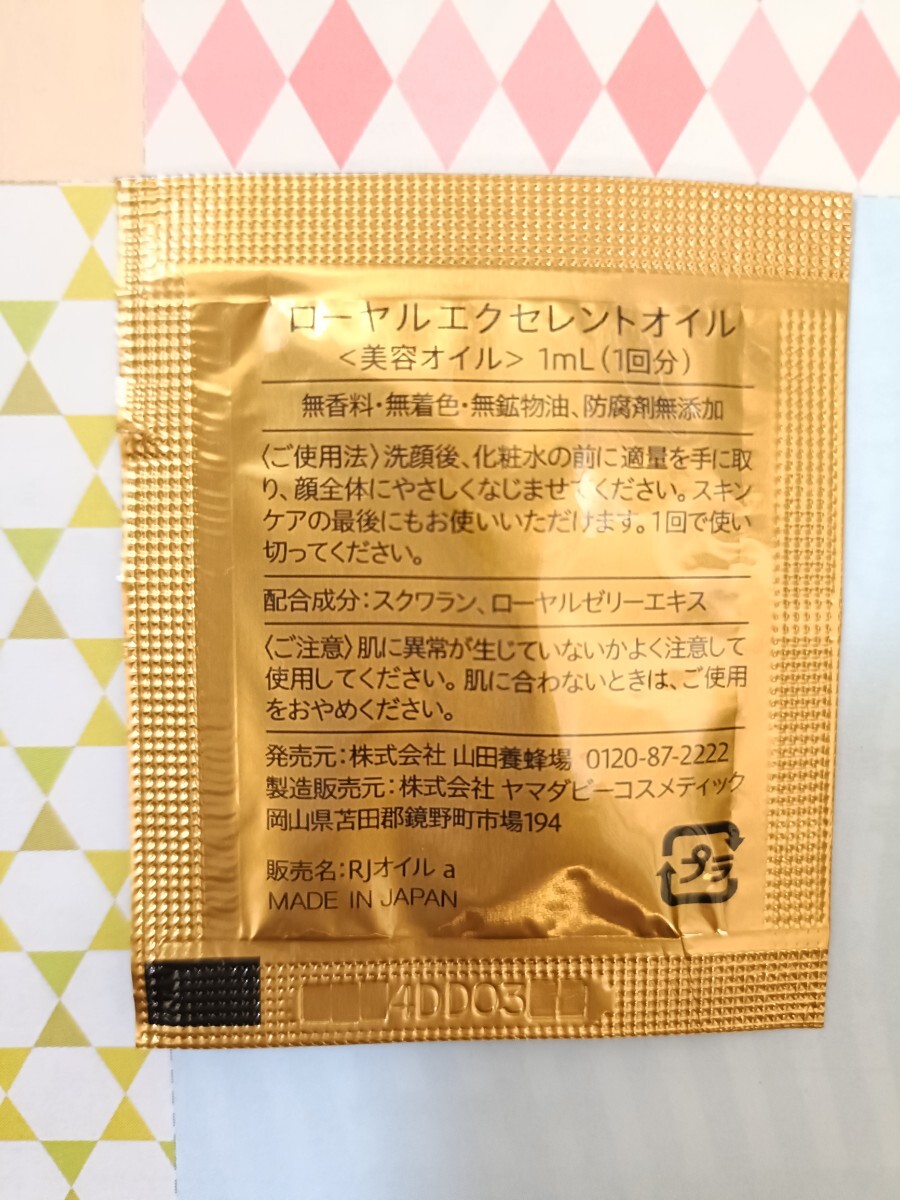 ローヤルエクセレントオイル
<美容オイル> 1mL(1回分)
無香料・無着色・無鉱物油、防腐剤無添加
〈ご使用法〉洗顔後、化粧水の前に適量を手に取
り、顔全体にやさしくなじませてください。スキン
ケアの最後にもお使いいただけます。1回で使い
切ってください。
配合成分:スクワラン、ローヤルゼリーエキス
〈ご注意〉肌に異常が生じていないかよく注意して
使用してください。肌に合わないときは、ご使用
をおやめください。
発売元:株式会社 山田養蜂場 0120-87-2222
製造販売元:株式会社 ヤマダビーコスメティック
岡山県苫田郡鏡野町市場194
販売名:RJオイル a
MADE IN JAPAN
プラ
4DD03